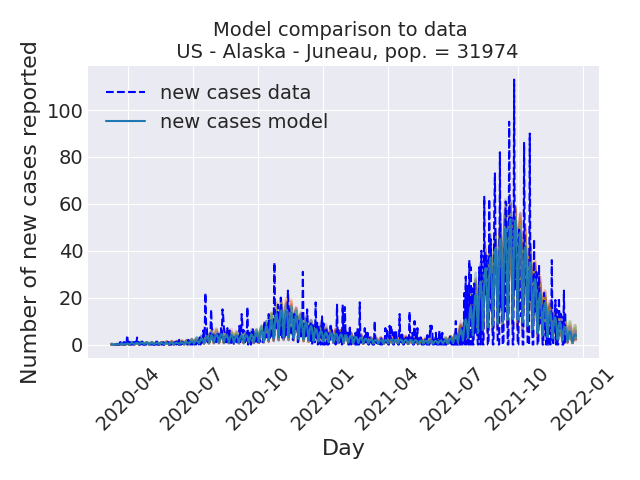 Model comparison to data
US - Alaska - Juneau, pop. = 31974
Number of new cases reported
100
80
60
40
20
0
new cases data
new cases model
2020-04
2020-07
2020-10
2021-01
2021-04
2021-07
2021-10
2022-01
Day